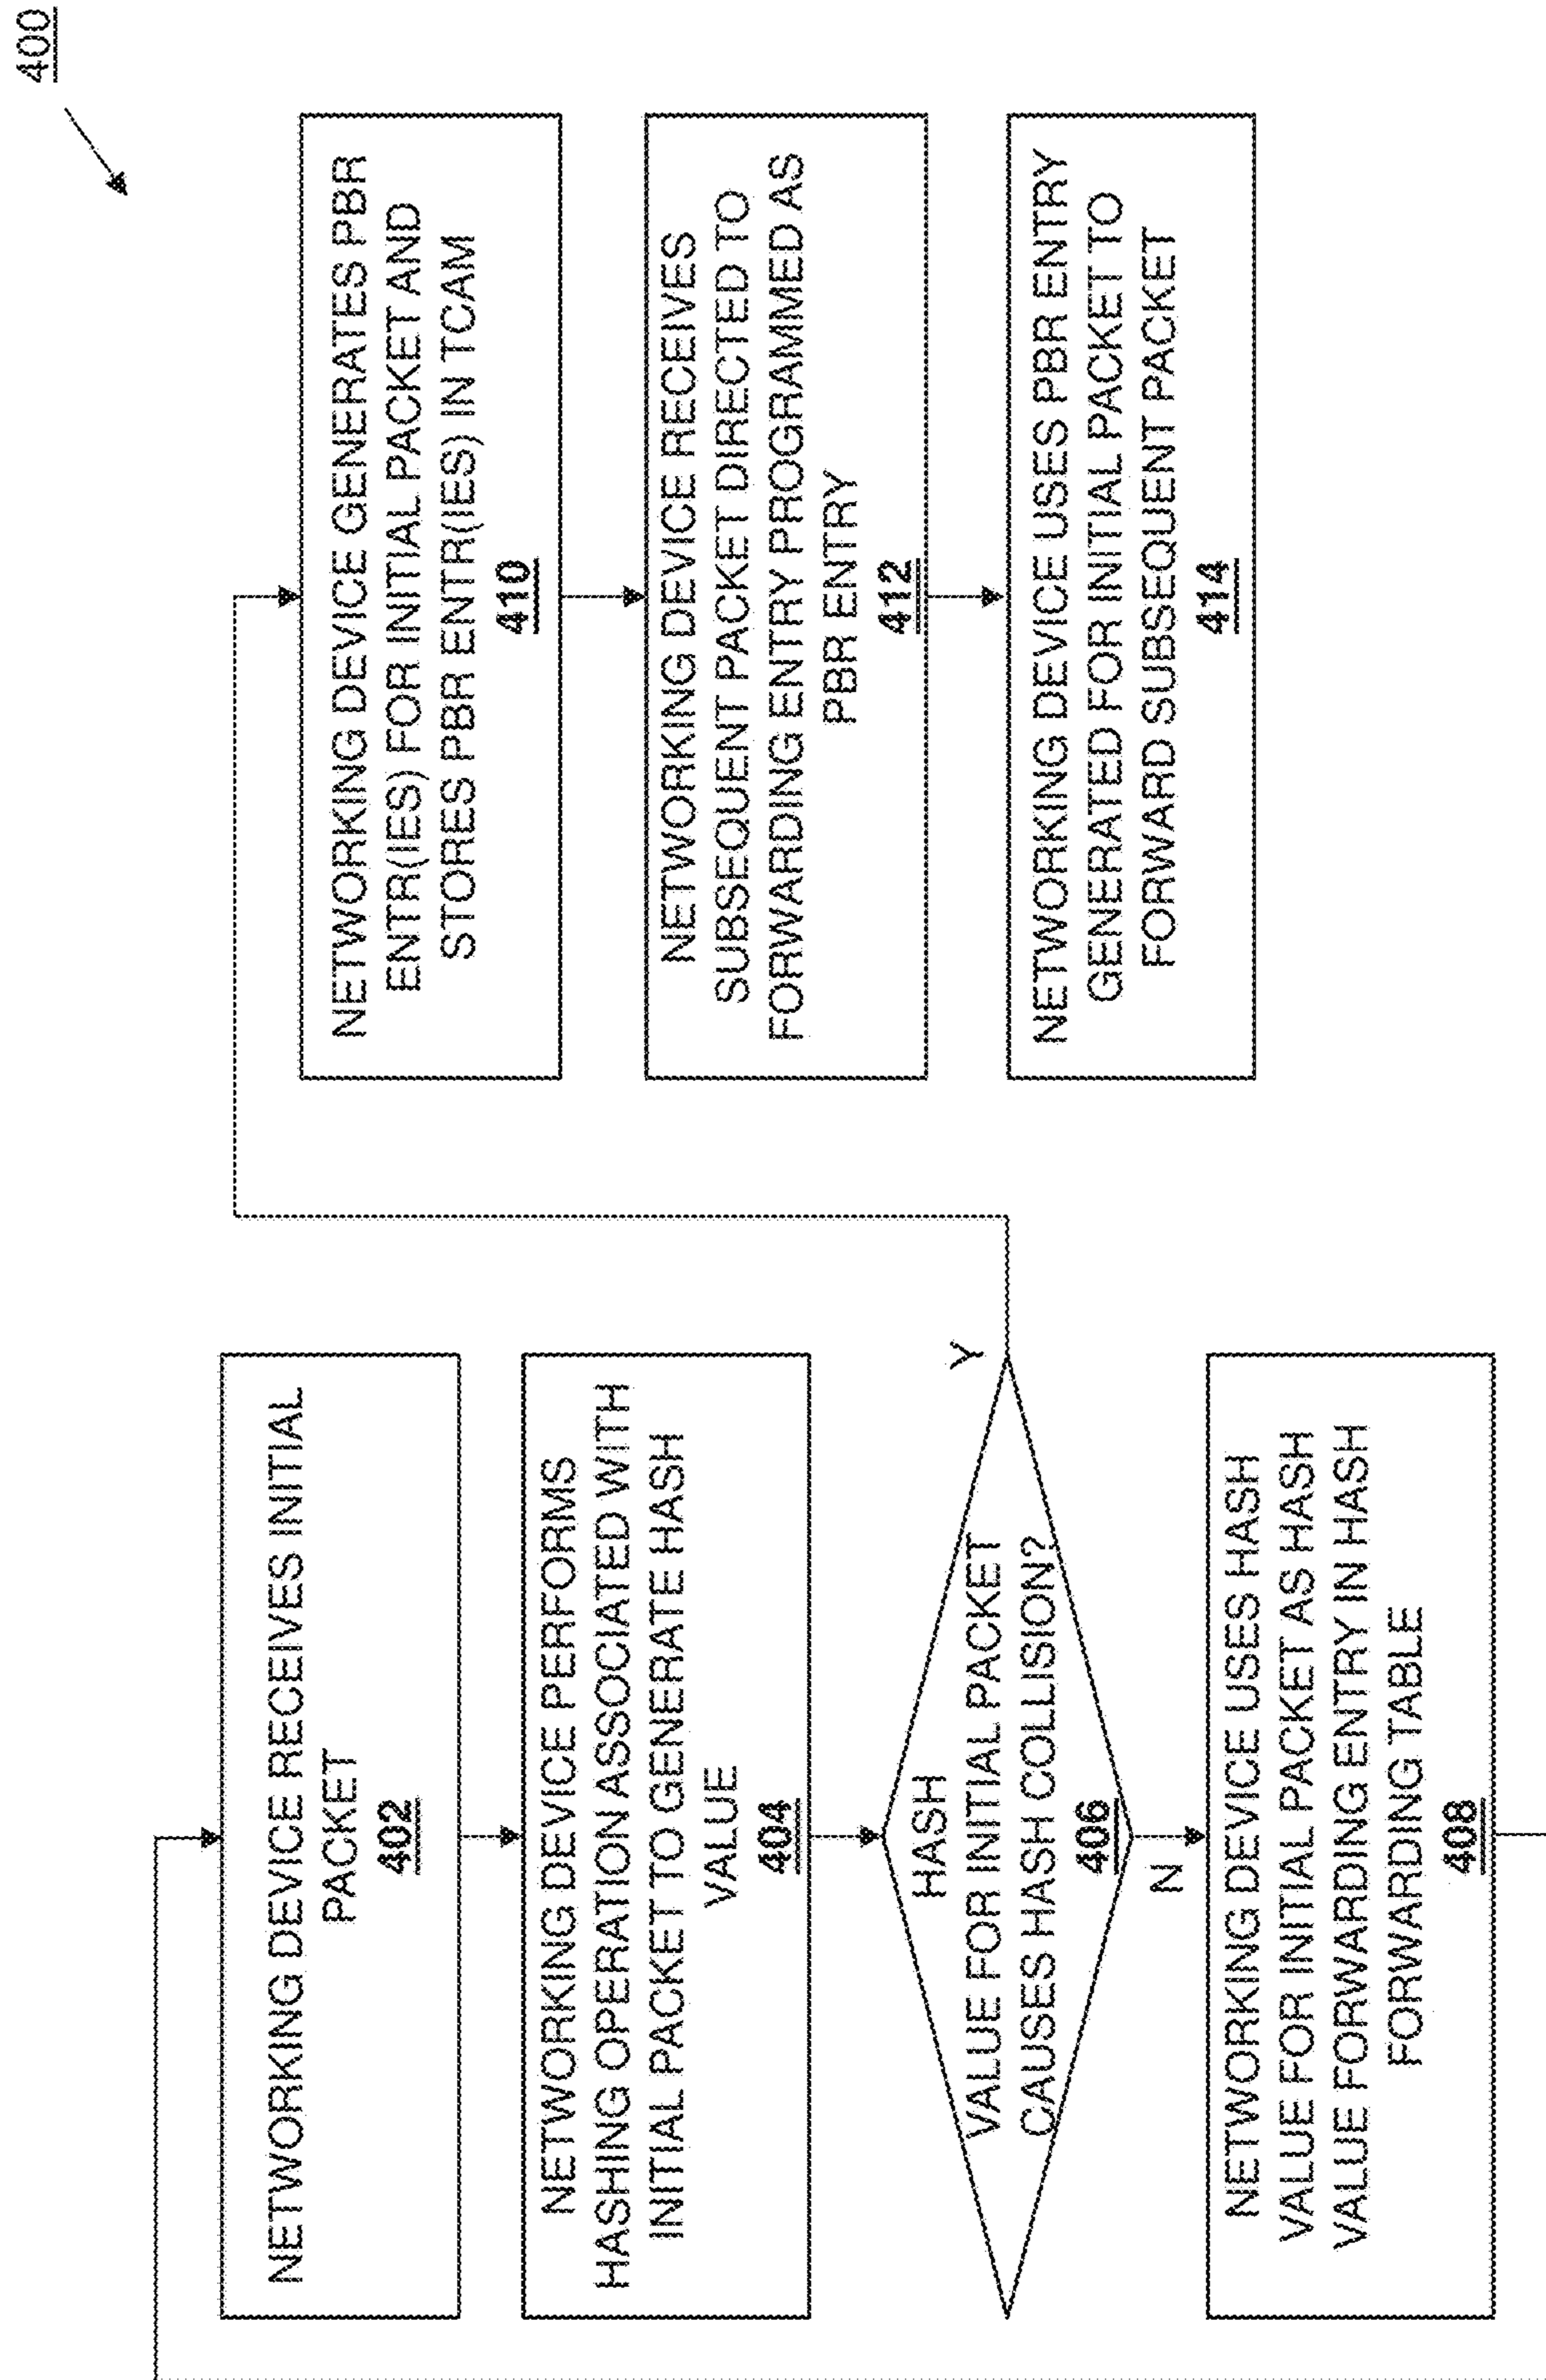 400
NETWORKING DEVICE RECEIVES INITIAL
PACKET
402
NETWORKING DEVICE PERFORMS
HASHING OPERATION ASSOCIATED WITH
INITIAL PACKET TO GENERATE HASH
VALUE
404
HASH
VALUE FOR INITIAL PACKET
CAUSES HASH COLLISION?
406
Y
N
NETWORKING DEVICE USES HASH
VALUE FOR INITIAL PACKET AS HASH
VALUE FORWARDING ENTRY IN HASH
FORWARDING TABLE
408
NETWORKING DEVICE GENERATES PBR
ENTR(IES) FOR INITIAL PACKET AND
STORES PBR ENTR(IES) IN TCAM
410
NETWORKING DEVICE RECEIVES
SUBSEQUENT PACKET DIRECTED TO
FORWARDING ENTRY PROGRAMMED AS
PBR ENTRY
412
NETWORKING DEVICE USES PBR ENTRY
GENERATED FOR INITIAL PACKET TO
FORWARD SUBSEQUENT PACKET
414